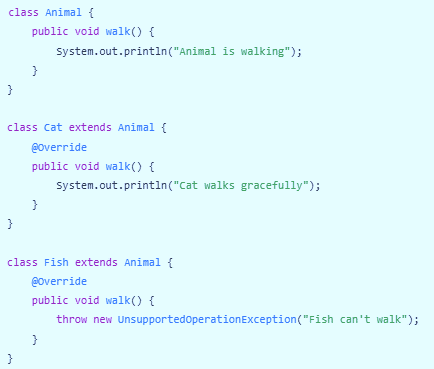 class Animal {
    public void walk() {
        System.out.println("Animal is walking");
    }
}

class Cat extends Animal {
    @Override
    public void walk() {
        System.out.println("Cat walks gracefully");
    }
}

class Fish extends Animal {
    @Override
    public void walk() {
        throw new UnsupportedOperationException("Fish can't walk");
    }
}